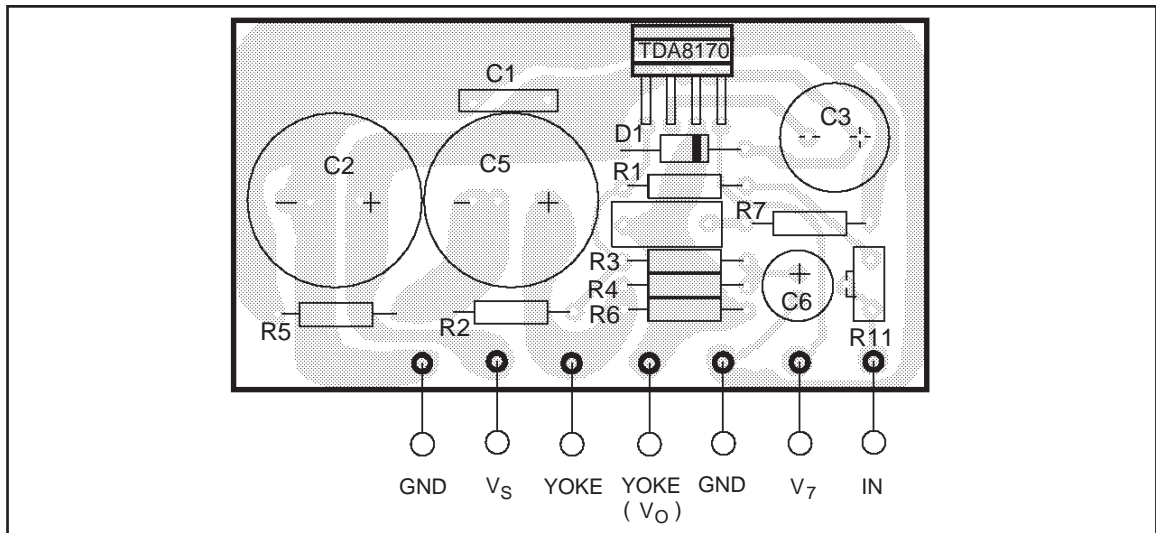 TDA8170
C1
C3
D1
C2
C5
R1
R7
R3
R4
C6
R6
R5
R2
R11
GND VS YOKE YOKE GND V7 IN
( VO )